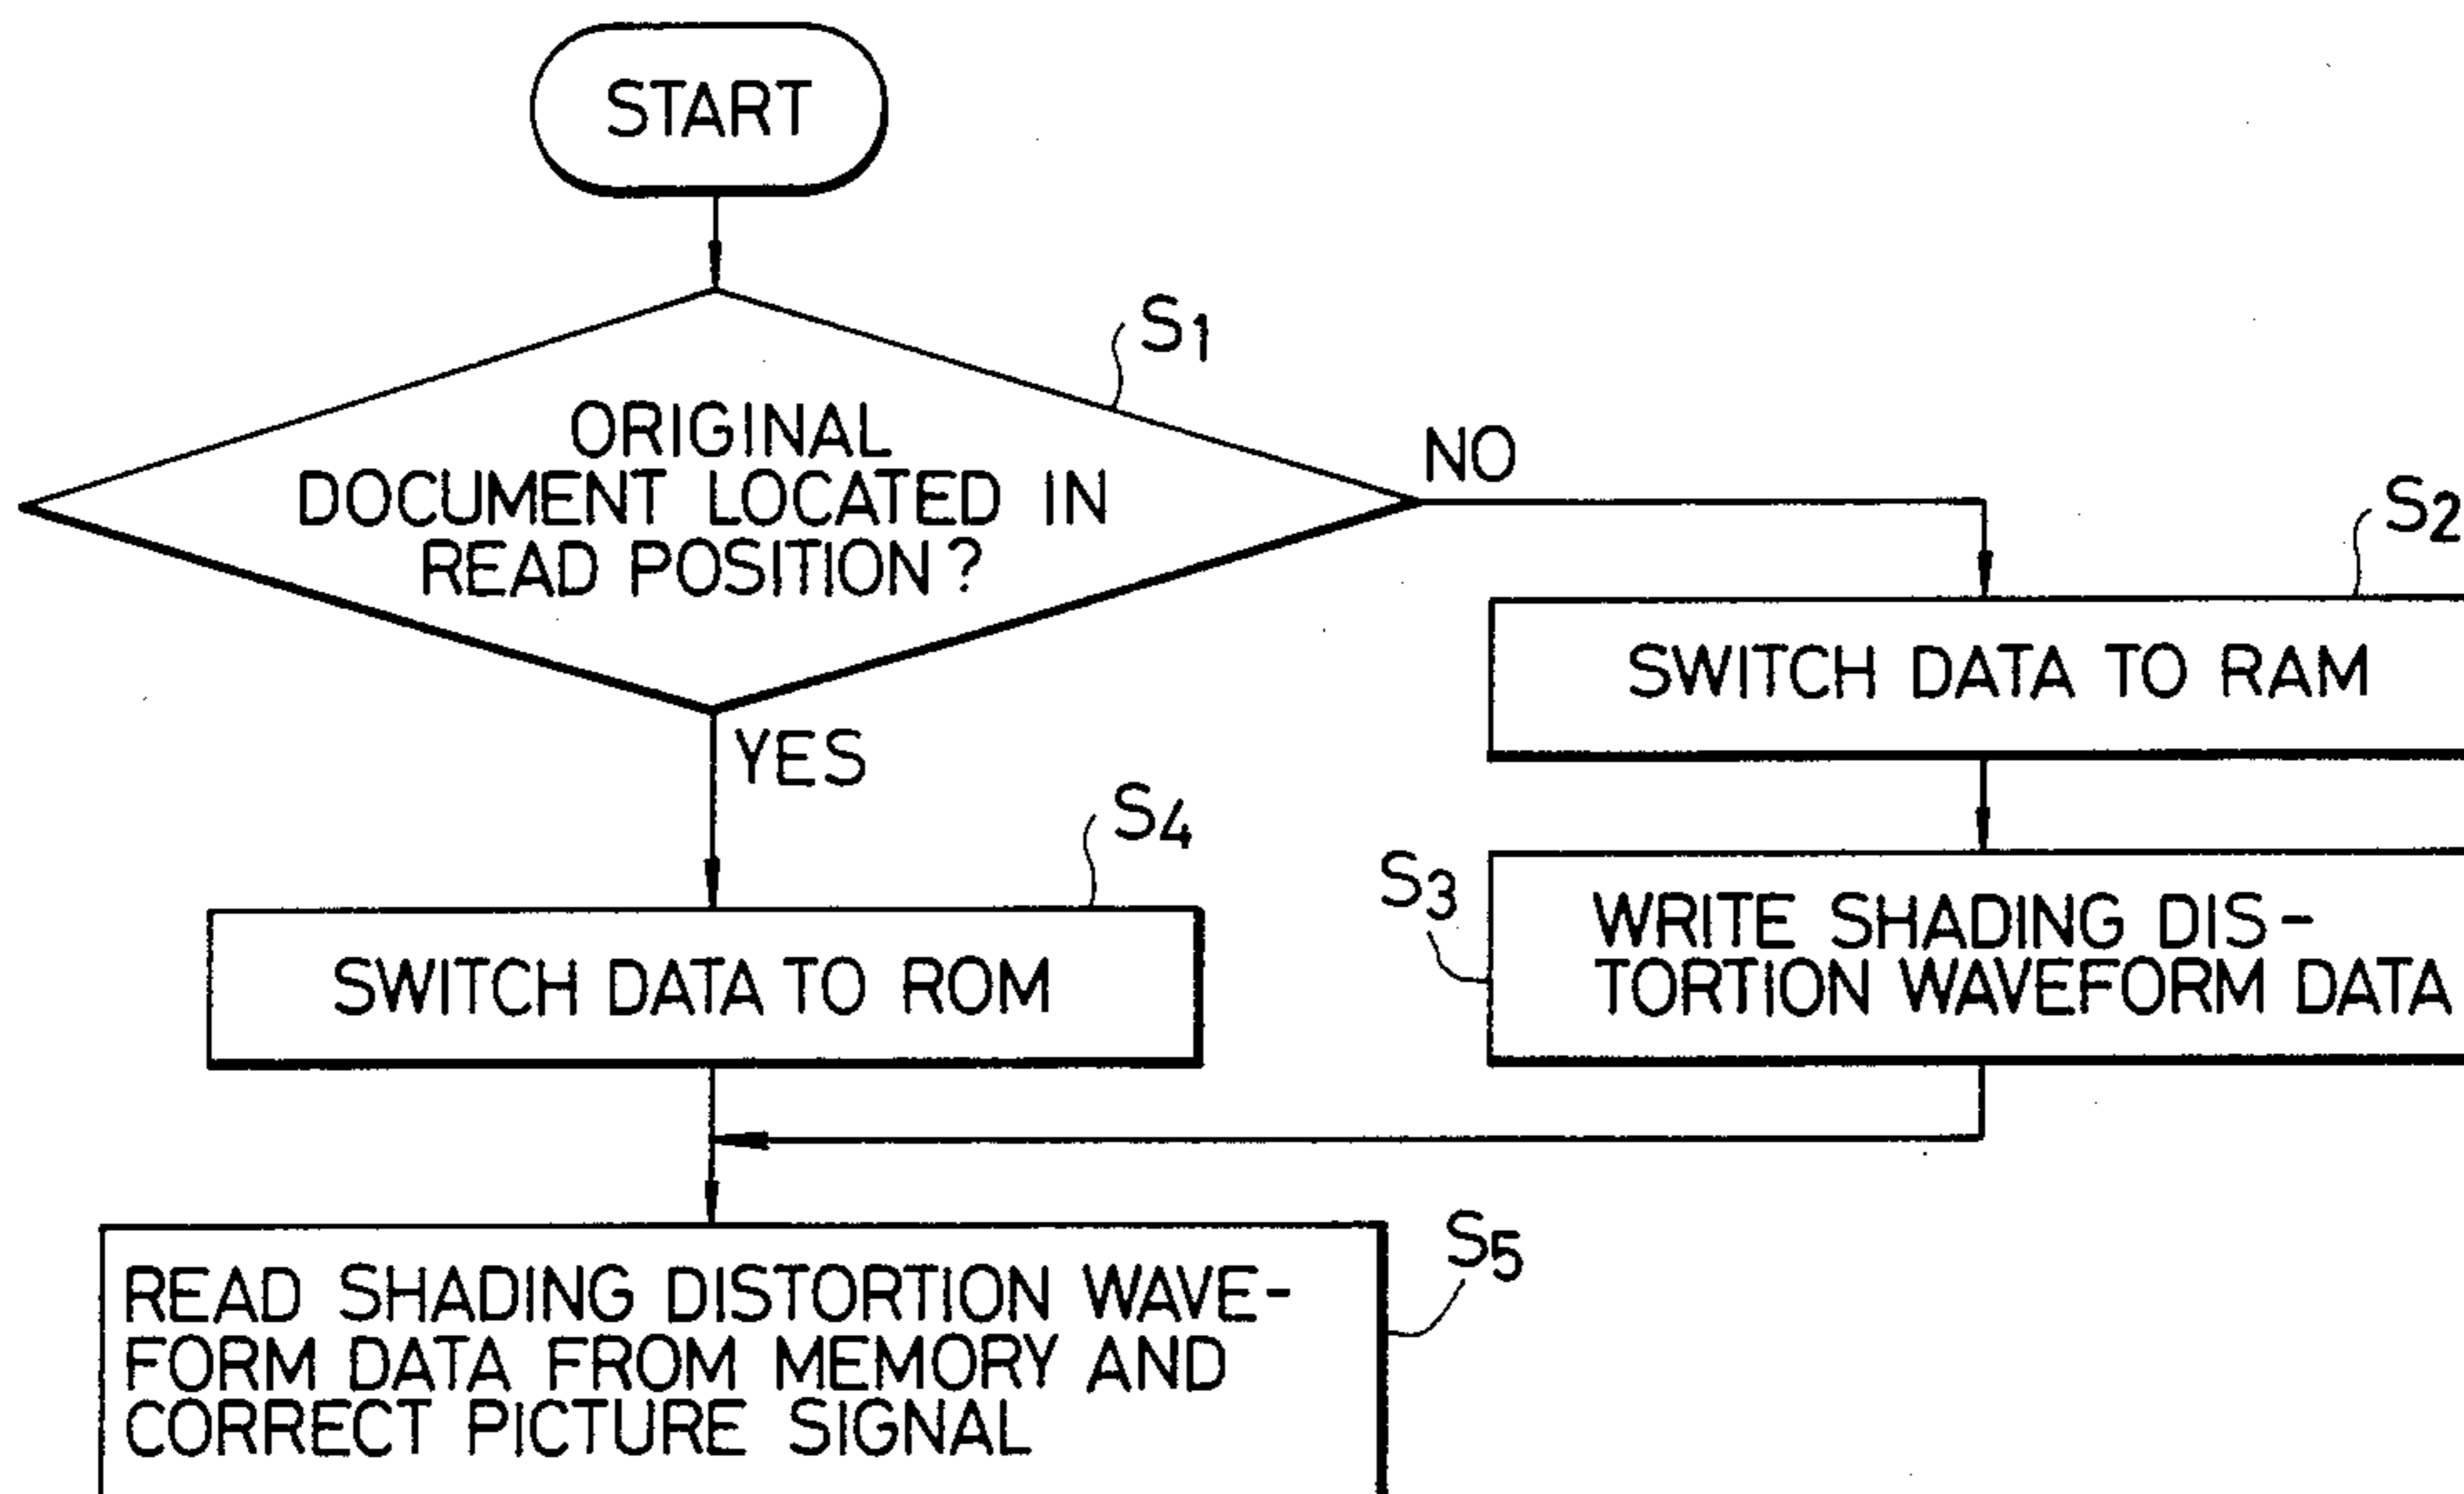 START
S1
ORIGINAL
DOCUMENT LOCATED IN
READ POSITION?
NO
S2
SWITCH DATA TO RAM
YES
S4
SWITCH DATA TO ROM
S3
WRITE SHADING DIS-
TORTION WAVEFORM DATA
S5
READ SHADING DISTORTION WAVE-
FORM DATA FROM MEMORY AND
CORRECT PICTURE SIGNAL